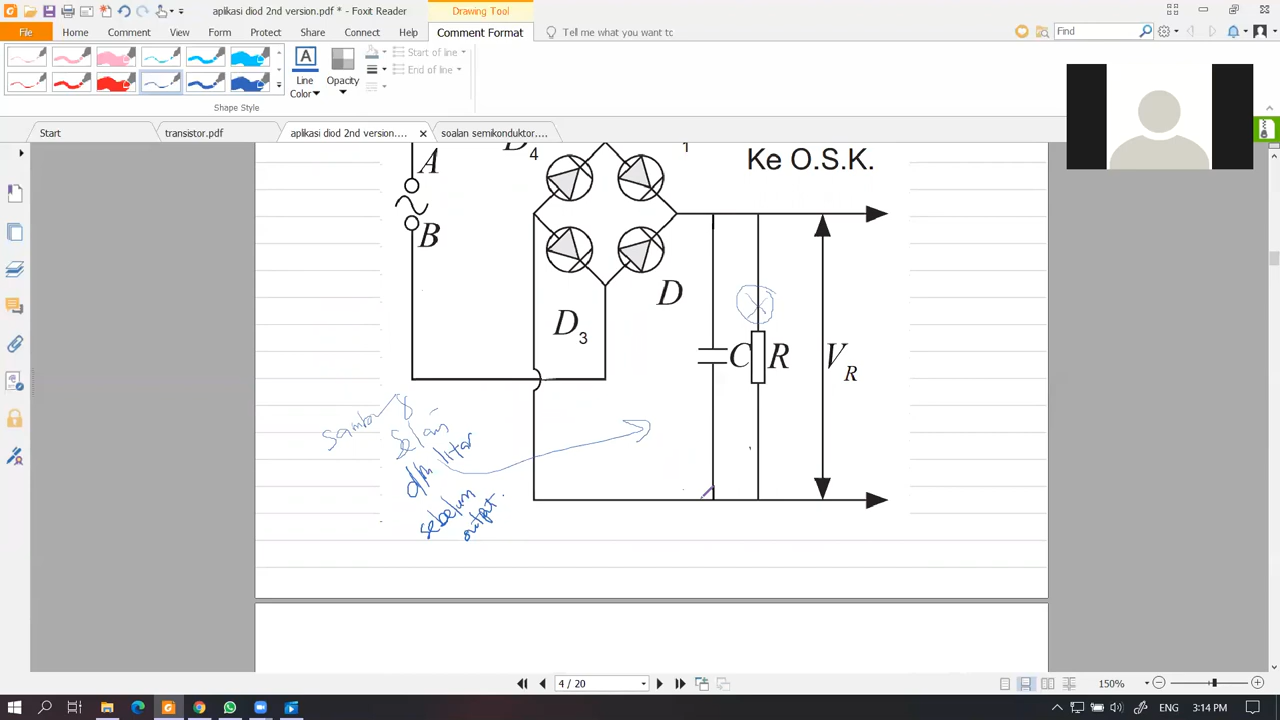 aplikasi diod 2nd version.pdf * - Foxit Reader
Drawing Tool
File Home Comment View Form Protect Share Connect Help Comment Format Tell me what you want tc Find
Line Color
Opacity
Start of line
End of line
Shape Style
Start
transistor.pdf
aplikasi diod 2nd version....
soalan semikonduktor....
A
B
D4
1
Ke O.S.K.
D
D3
C
R
VR
selari
dlm litar
sebelum
output
4 / 20
150%
ENG
3:14 PM